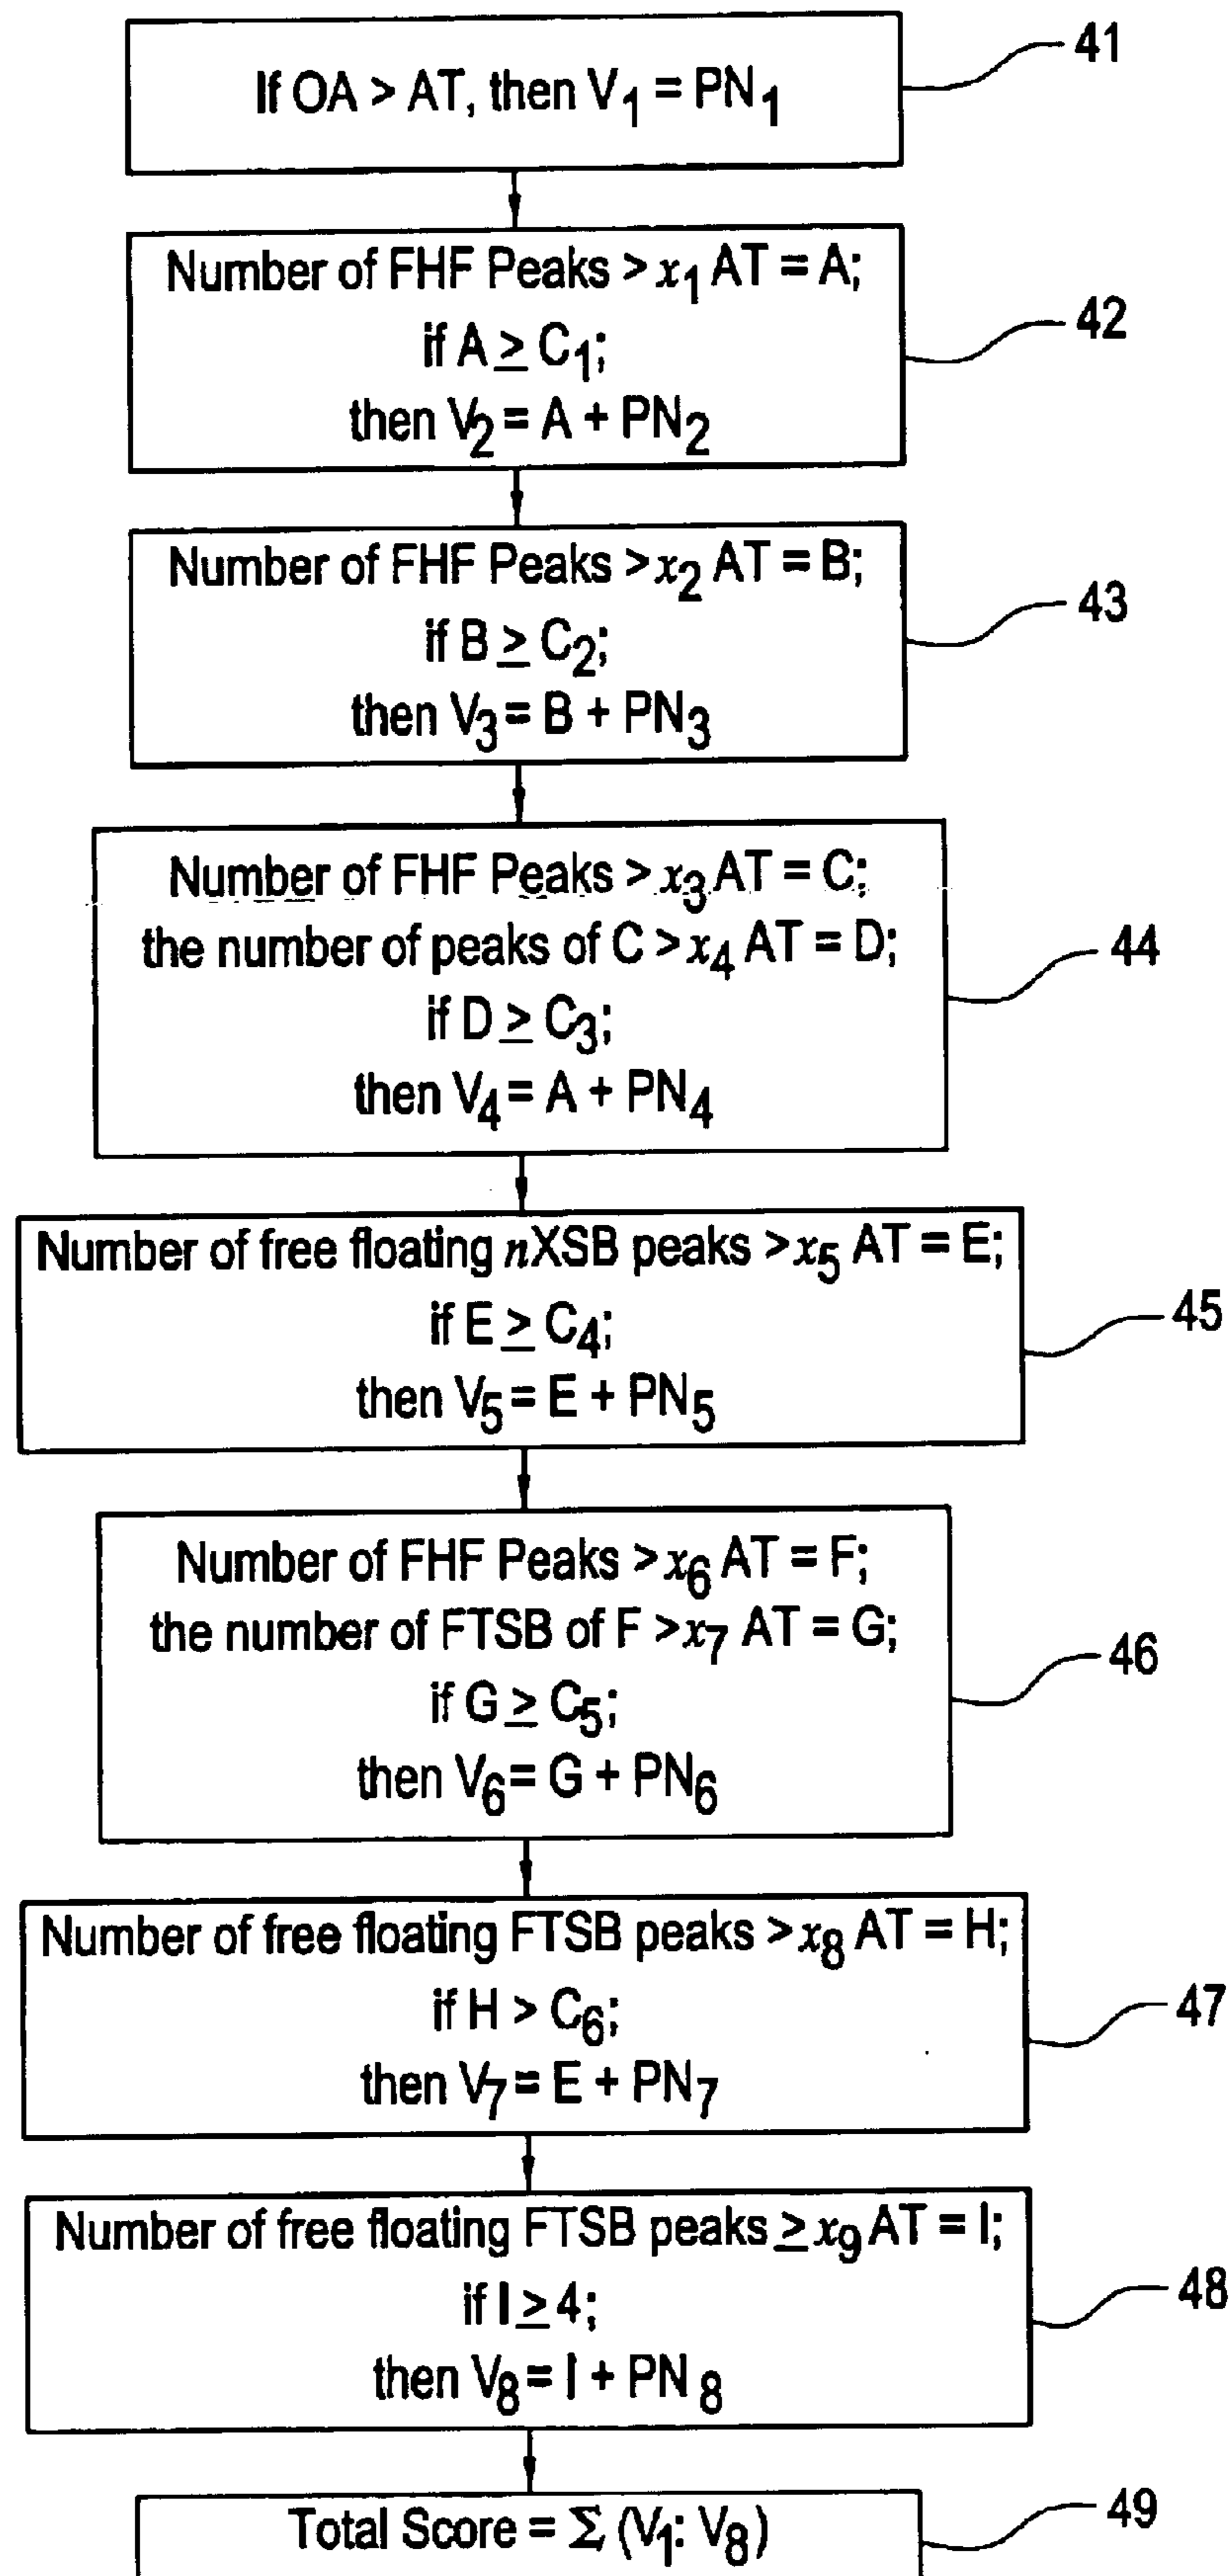 If OA > AT, then V₁ = PN₁
41
Number of FHF Peaks > x₁ AT = A;
if A ≥ C₁;
then V₂ = A + PN₂
42
Number of FHF Peaks > x₂ AT = B;
if B ≥ C₂;
then V₃ = B + PN₃
43
Number of FHF Peaks > x₃ AT = C;
the number of peaks of C > x₄ AT = D;
if D ≥ C₃;
then V₄ = A + PN₄
44
Number of free floating nXSB peaks > x₅ AT = E;
if E ≥ C₄;
then V₅ = E + PN₅
45
Number of FHF Peaks > x₆ AT = F;
the number of FTSB of F > x₇ AT = G;
if G ≥ C₅;
then V₆ = G + PN₆
46
Number of free floating FTSB peaks > x₈ AT = H;
if H > C₆;
then V₇ = E + PN₇
47
Number of free floating FTSB peaks ≥ x₉ AT = I;
if I ≥ 4;
then V₈ = I + PN₈
48
Total Score = Σ (V₁: V₈)
49